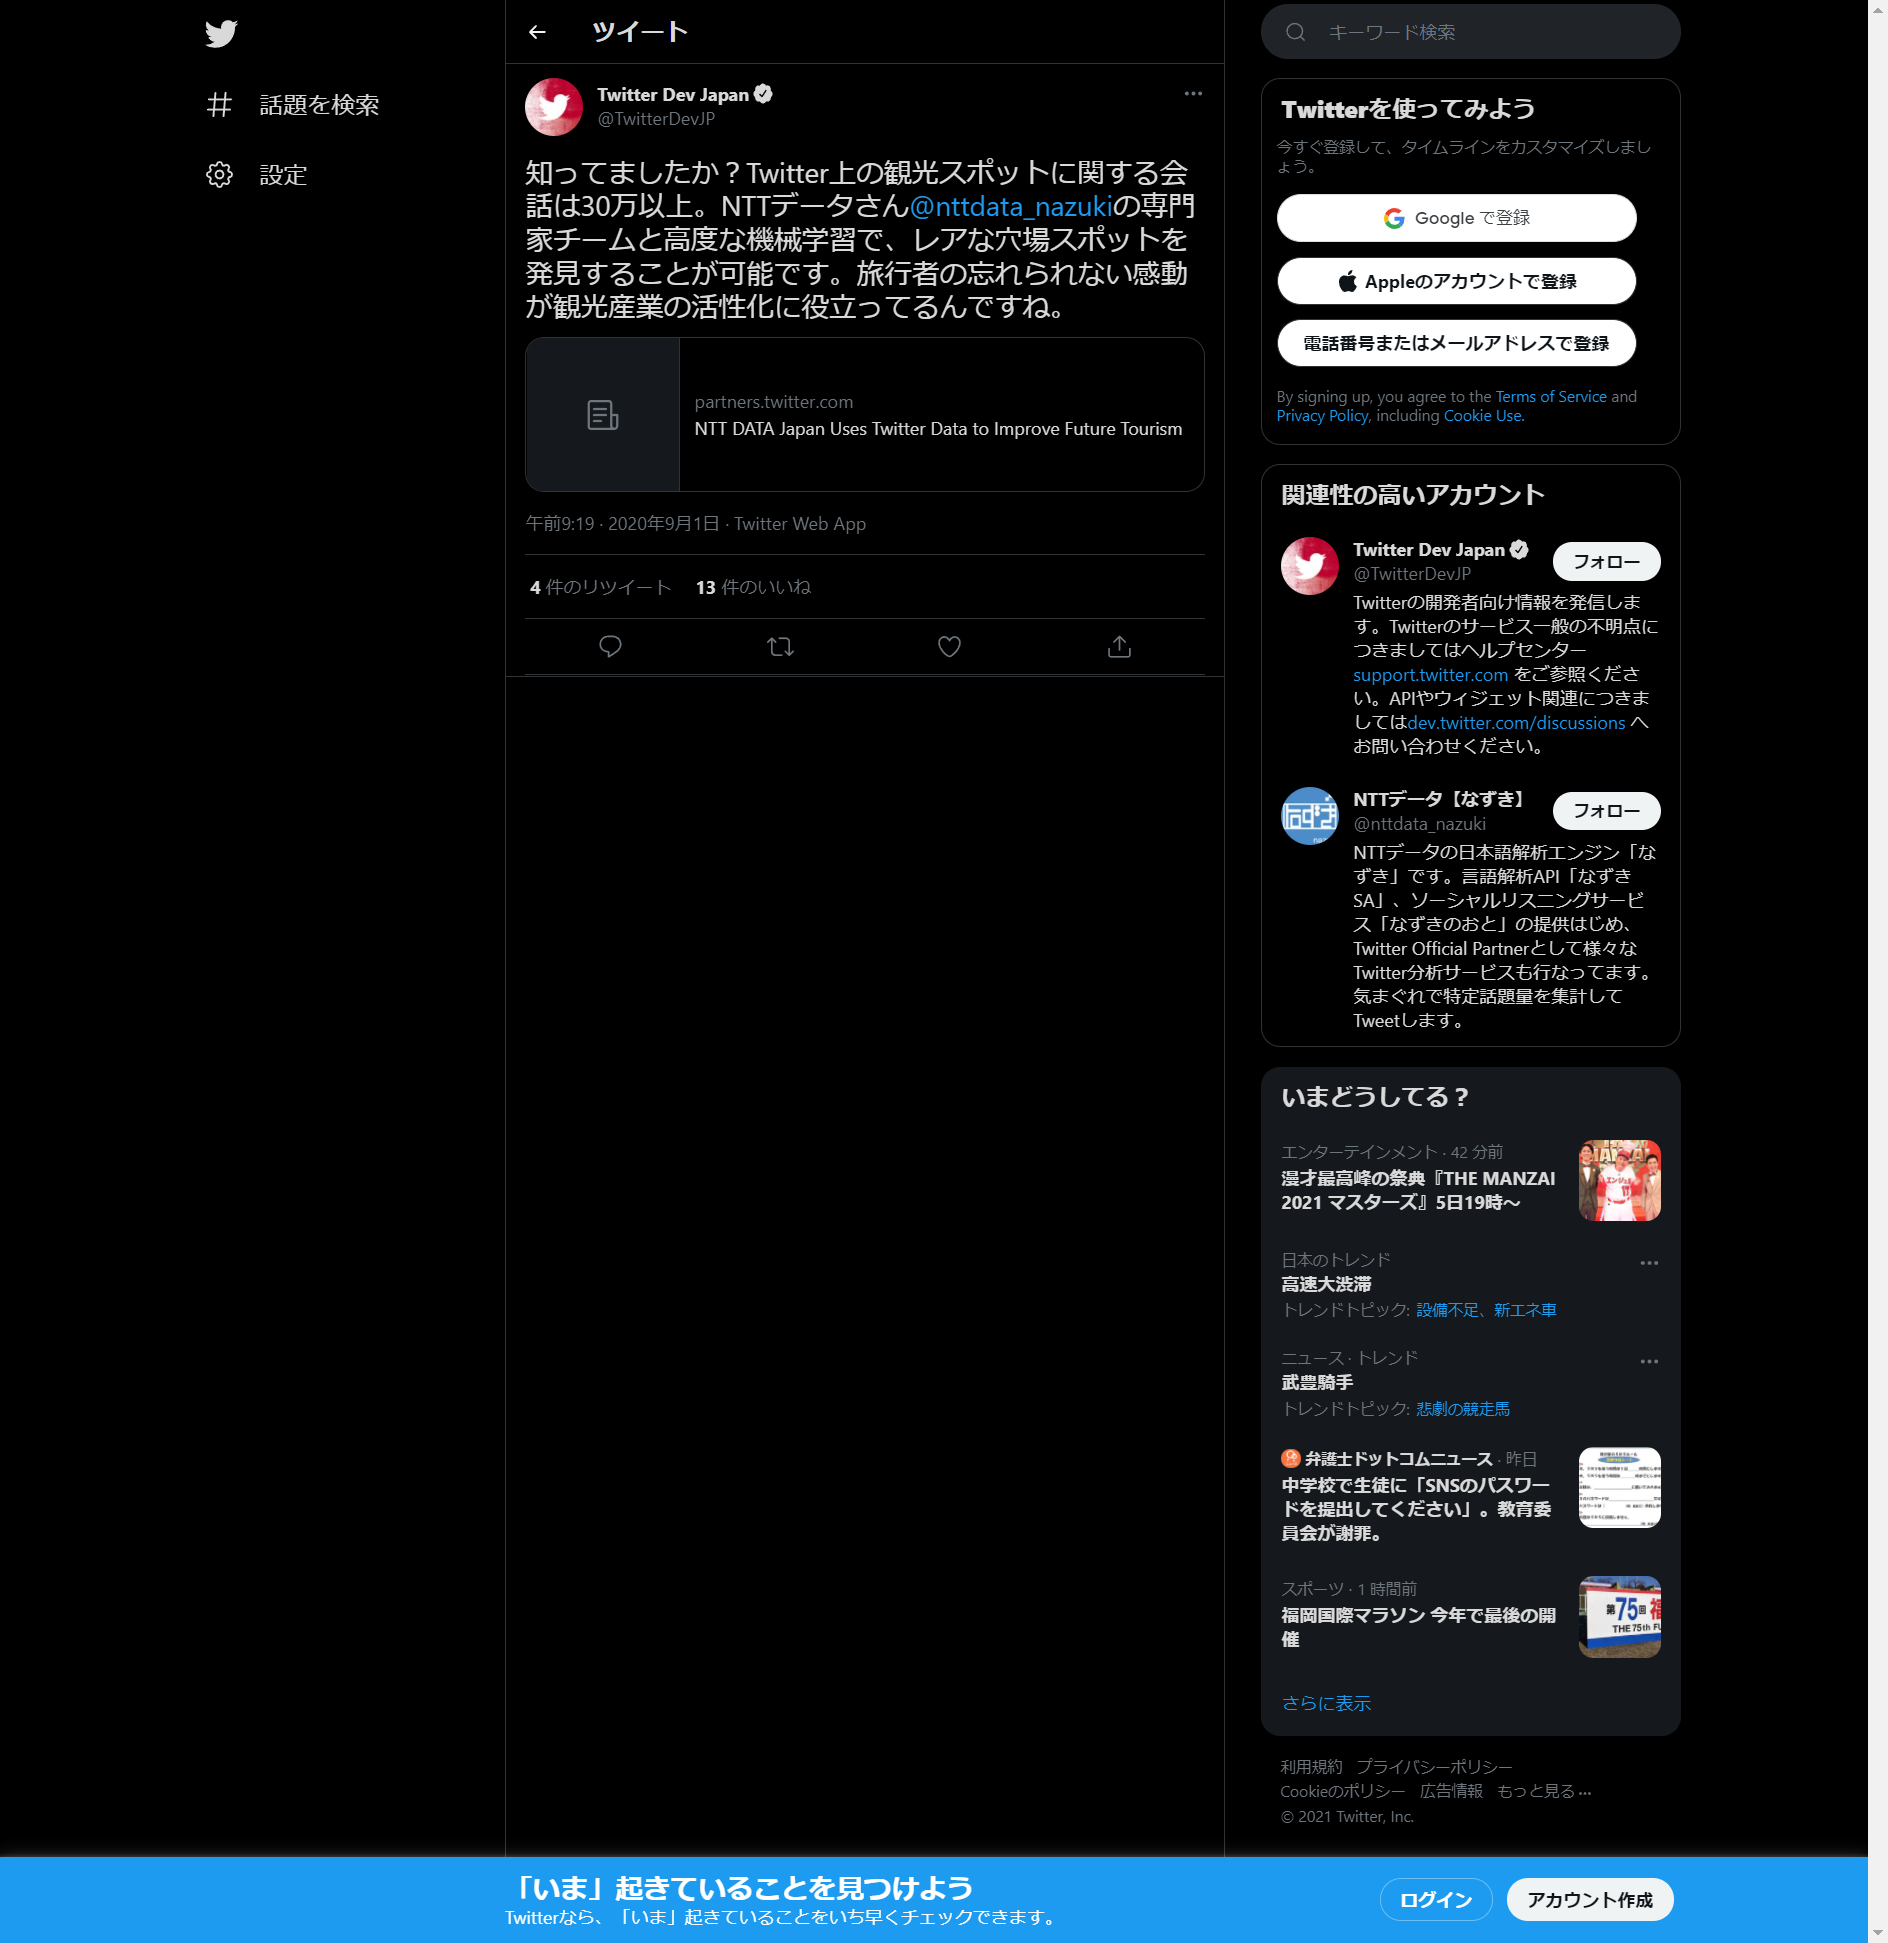 話題を検索
設定
ツイート
Twitter Dev Japan
@TwitterDevJP
知ってましたか？Twitter上の観光スポットに関する会
話は30万以上。NTTデータさん@nttdata_nazukiの専門
家チームと高度な機械学習で、レアな穴場スポットを
発見することが可能です。旅行者の忘れられない感動
が観光産業の活性化に役立ってるんですね。
partners.twitter.com
NTT DATA Japan Uses Twitter Data to Improve Future Tourism
午前9:19 · 2020年9月1日 · Twitter Web App
4 件のリツイート 13 件のいいね
キーワード検索
Twitterを使ってみよう
今すぐ登録して、タイムラインをカスタマイズしまし
ょう。
Google で登録
Appleのアカウントで登録
電話番号またはメールアドレスで登録
By signing up, you agree to the Terms of Service and
Privacy Policy, including Cookie Use.
関連性の高いアカウント
Twitter Dev Japan
@TwitterDevJP
フォロー
Twitterの開発者向け情報を発信しま
す。Twitterのサービス一般の不明点に
つきましてはヘルプセンター
support.twitter.com をご参照くださ
い。APIやウィジェット関連につきま
してはdev.twitter.com/discussions へ
お問い合わせください。
NTTデータ【なずき】
@nttdata_nazuki
フォロー
NTTデータの日本語解析エンジン「な
ずき」です。言語解析API「なずき
SA」、ソーシャルリスニングサービ
ス「なずきのおと」の提供はじめ、
Twitter Official Partnerとして様々な
Twitter分析サービスも行なってます。
気まぐれで特定話題量を集計して
Tweetします。
いまどうしてる？
エンターテインメント · 42 分前
漫才最高峰の祭典『THE MANZAI
2021 マスターズ』5日19時〜
日本のトレンド
高速大渋滞
トレンドトピック: 設備不足、新エネ車
ニュース · トレンド
武豊騎手
トレンドトピック: 悲劇の競走馬
弁護士ドットコムニュース · 昨日
中学校で生徒に「SNSのパスワー
ドを提出してください」。教育委
員会が謝罪。
スポーツ · 1 時間前
福岡国際マラソン 今年で最後の開
催
第75回
THE 75th
さらに表示
利用規約 プライバシーポリシー
Cookieのポリシー 広告情報 もっと見る ···
© 2021 Twitter, Inc.
「いま」起きていることを見つけよう
Twitterなら、「いま」起きていることをいち早くチェックできます。
ログイン
アカウント作成